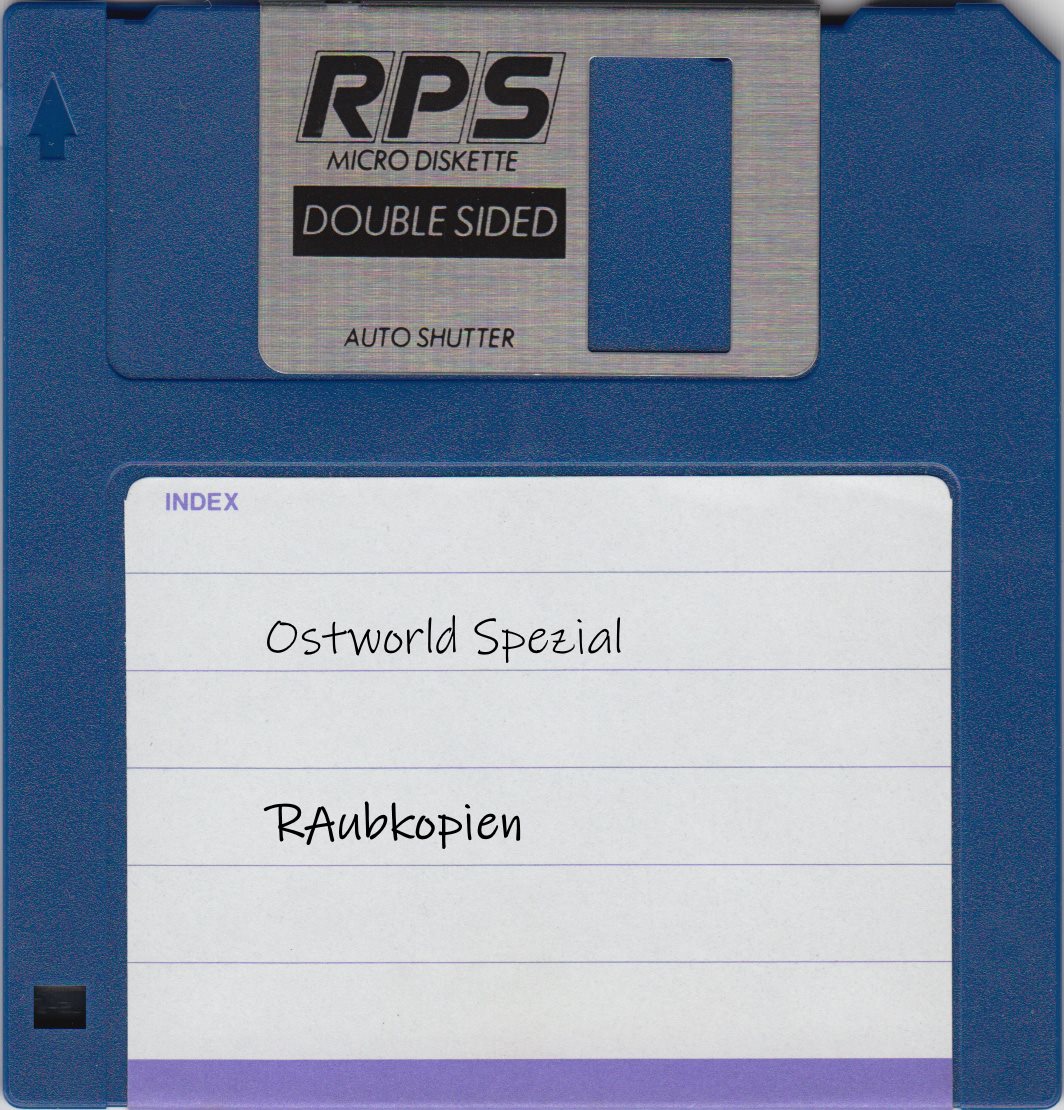 RPS
MICRO DISKETTE
DOUBLE SIDED
AUTO SHUTTER
INDEX
Ostworld Spezial
RAubkopien